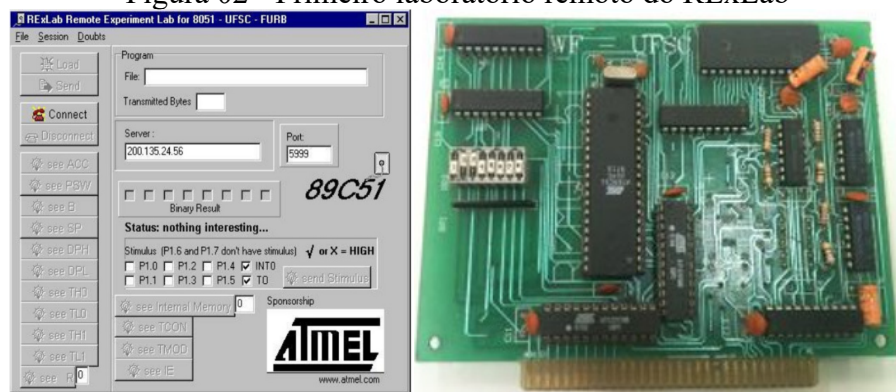 Figura 02 - Primeiro laboratório remoto do RExLab
RExLab Remote Experiment Lab for 8051 - UFSC - FURB
File Session Doubts
Load
Send
Connect
Disconnect
see ACC
see PSW
see B
see SP
see DPH
see DPL
see TH0
see TL0
see TH1
see TL1
see R 0
Program
File:
Transmitted Bytes
Server :
200.135.24.56
Port:
5999
89C51
Binary Result
Status: nothing interesting...
Stimulus (P1.6 and P1.7 don't have stimulus) √ or X = HIGH
P1.0 P1.2 P1.4 INT0
P1.1 P1.3 P1.5 T0
send Stimulus
see Internal Memory 0
see TCON
see TMOD
see IE
Sponsorship
ATMEL
www.atmel.com
WF UFSC